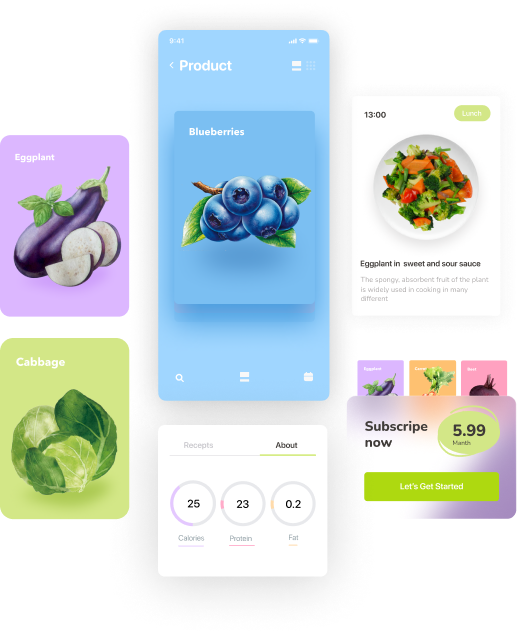 9:41
Product
Blueberries
Eggplant
Cabbage
13:00
Lunch
Eggplant in sweet and sour sauce
The spongy, absorbent fruit of the plant
is widely used in cooking in many
different
Eggplant
Beet
Subscripe
now
5.99
Manth
Let's Get Started
Recepts
About
25
23
0.2
Calories
Protein
Fat